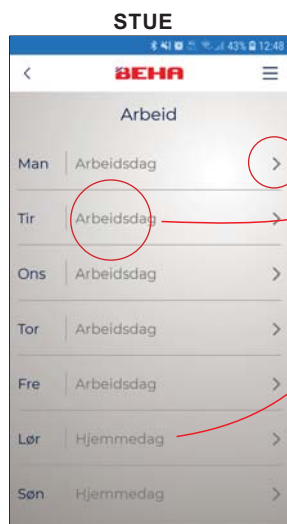 STUE
43% 12:48
BEHA
Arbeid
Man Arbeidsdag
Tir Arbeidsdag
Ons Arbeidsdag
Tor Arbeidsdag
Fre Arbeidsdag
Lør Hjemmedag
Søn Hjemmedag